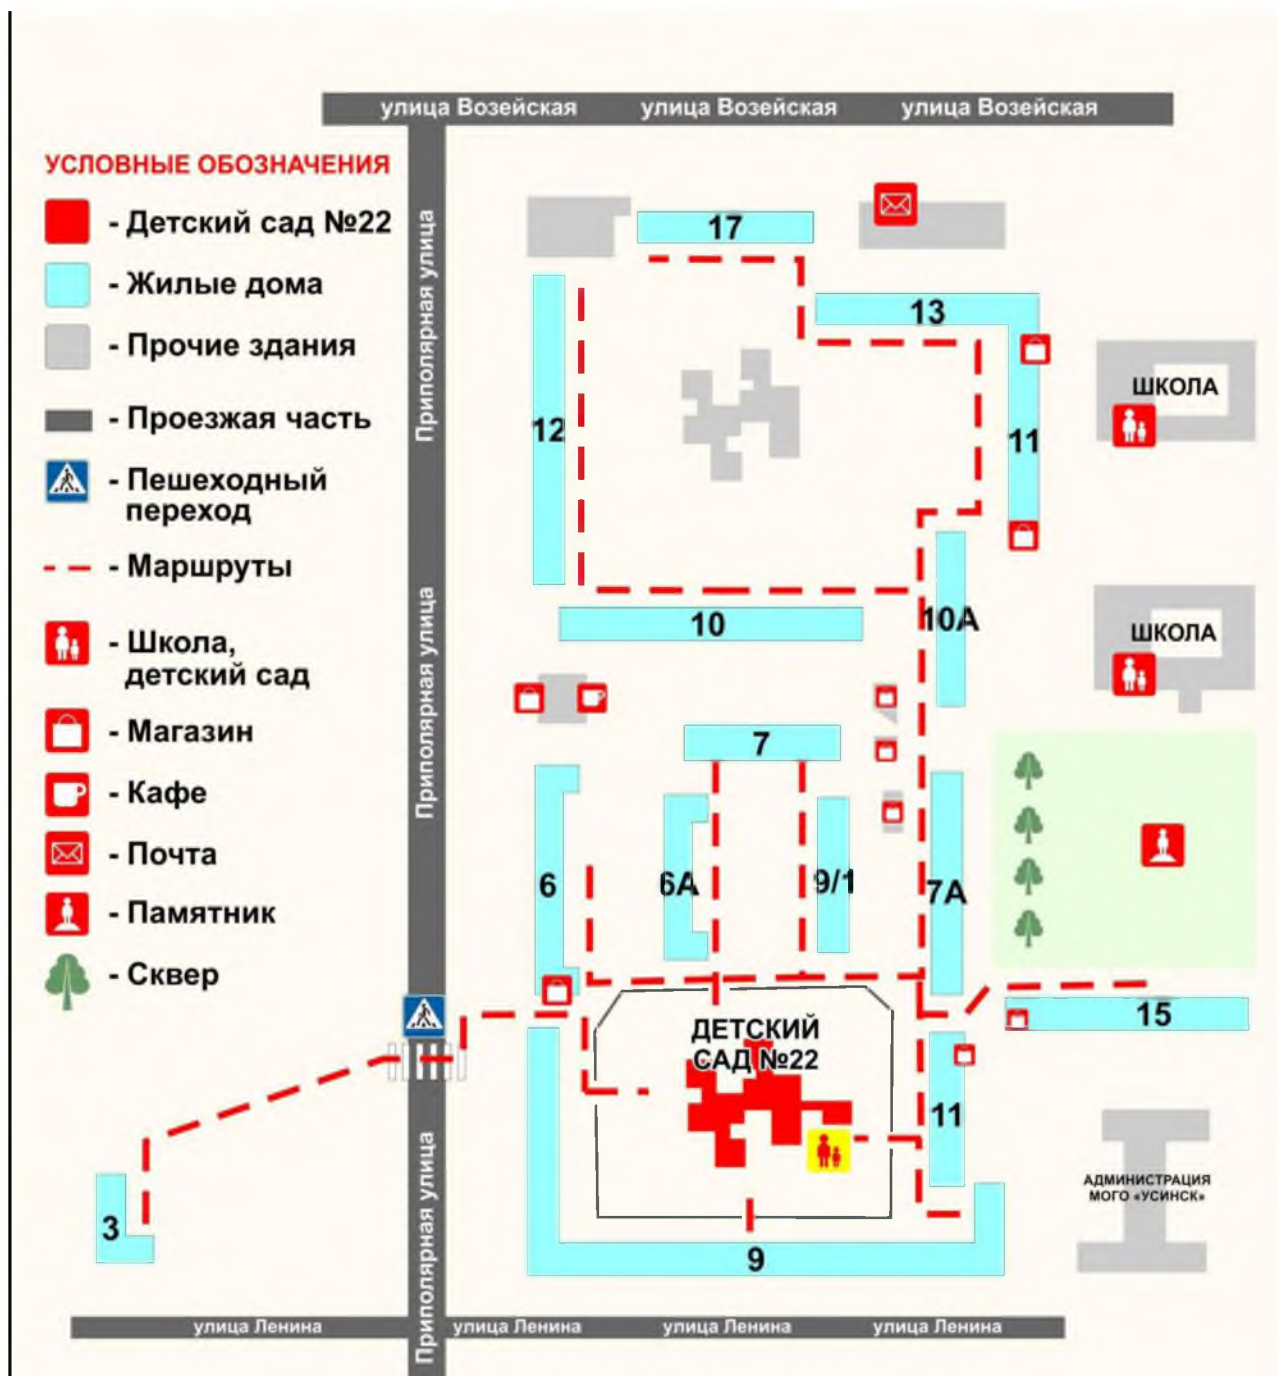 улица Возейская улица Возейская улица Возейская
УСЛОВНЫЕ ОБОЗНАЧЕНИЯ
- Детский сад №22
- Жилые дома
- Прочие здания
- Проезжая часть
- Пешеходный
переход
- Маршруты
- Школа,
детский сад
- Магазин
- Кафе
- Почта
- Памятник
- Сквер
Приполярная улица
Приполярная улица
Приполярная улица
Приполярная улица
17
13
12
11
ШКОЛА
10
10А
ШКОЛА
7
6
6А
9/1
7А
ДЕТСКИЙ
САД №22
15
11
3
9
АДМИНИСТРАЦИЯ
МОГО «УСИНСК»
улица Ленина улица Ленина улица Ленина улица Ленина